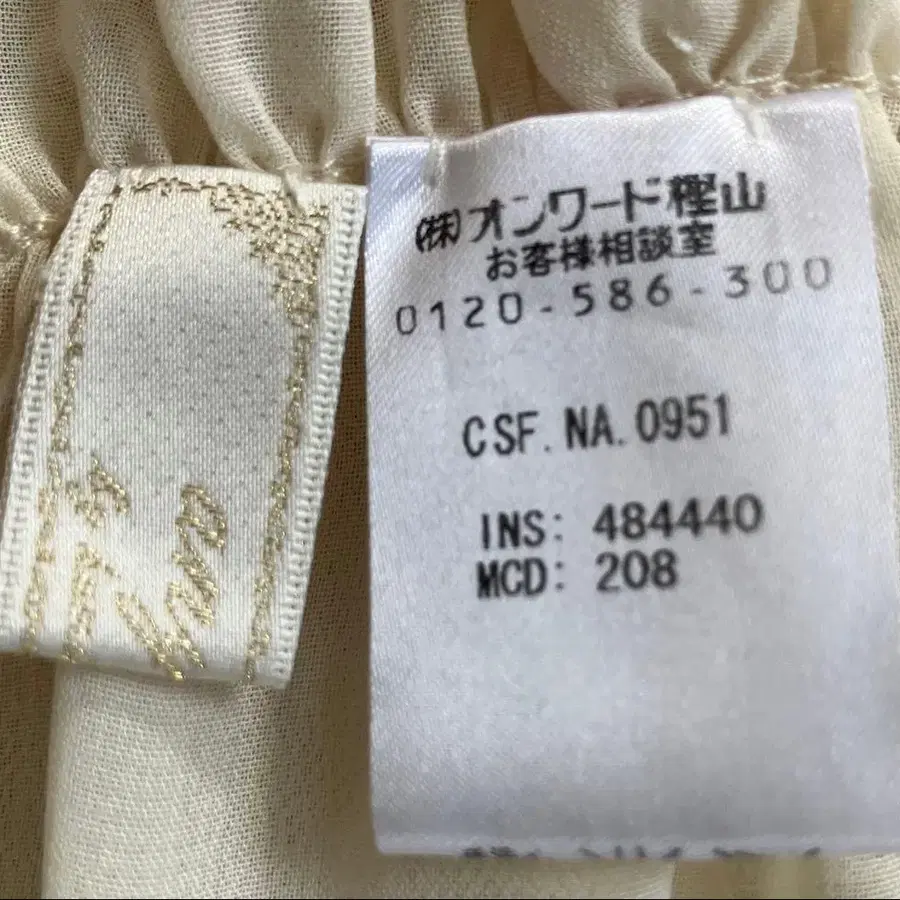 (株)オンワード樫山
お客様相談室
0120-586-300
CSF.NA.0951
INS: 484440
MCD: 208